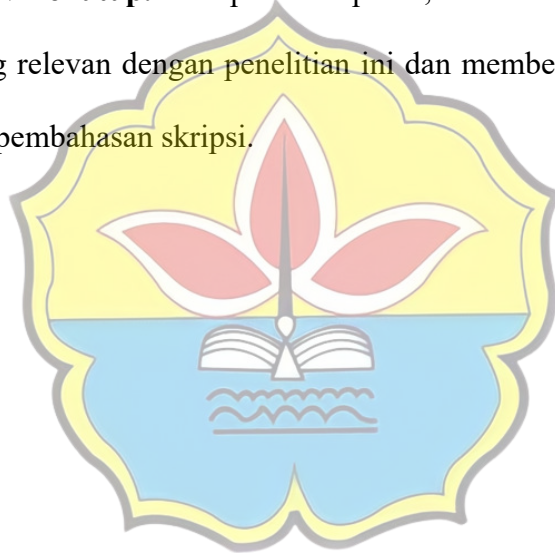 g relevan dengan penelitian ini dan membe
pembahasan skripsi.